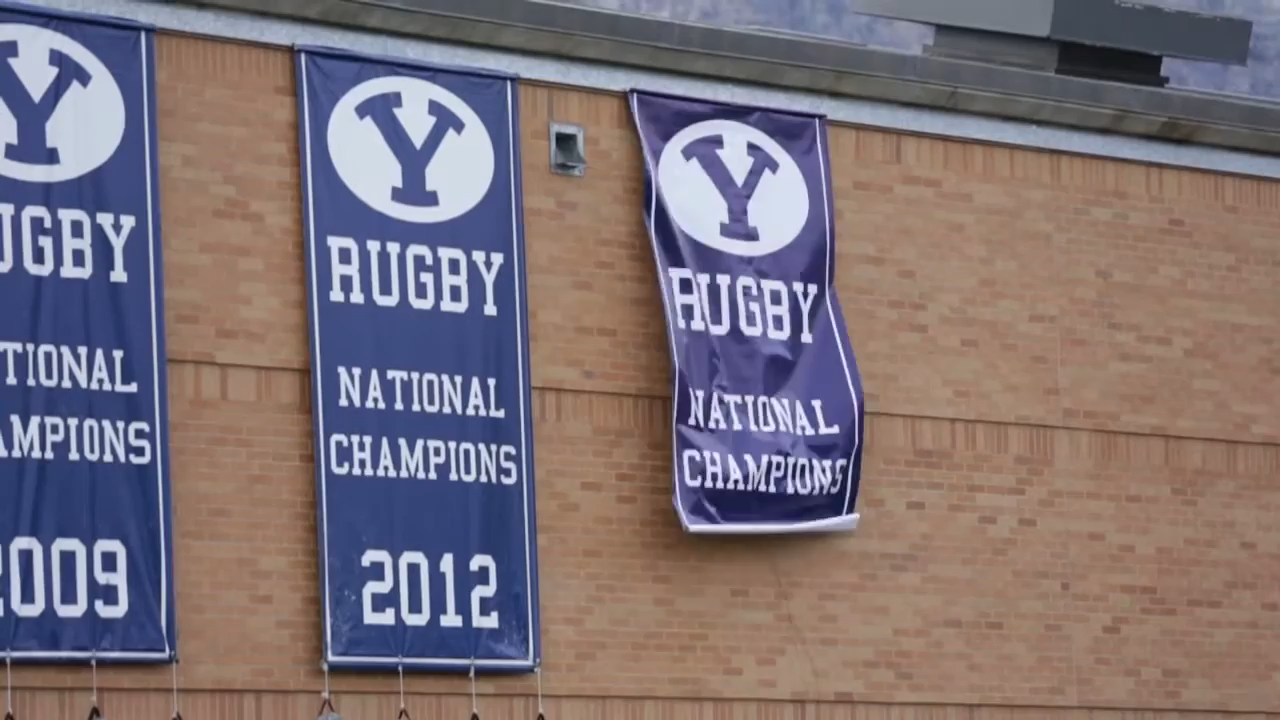 Y
UGBY
TIONAL
AMPIONS
2009
Y
RUGBY
NATIONAL
CHAMPIONS
2012
Y
RUGBY
NATIONAL
CHAMPIONS